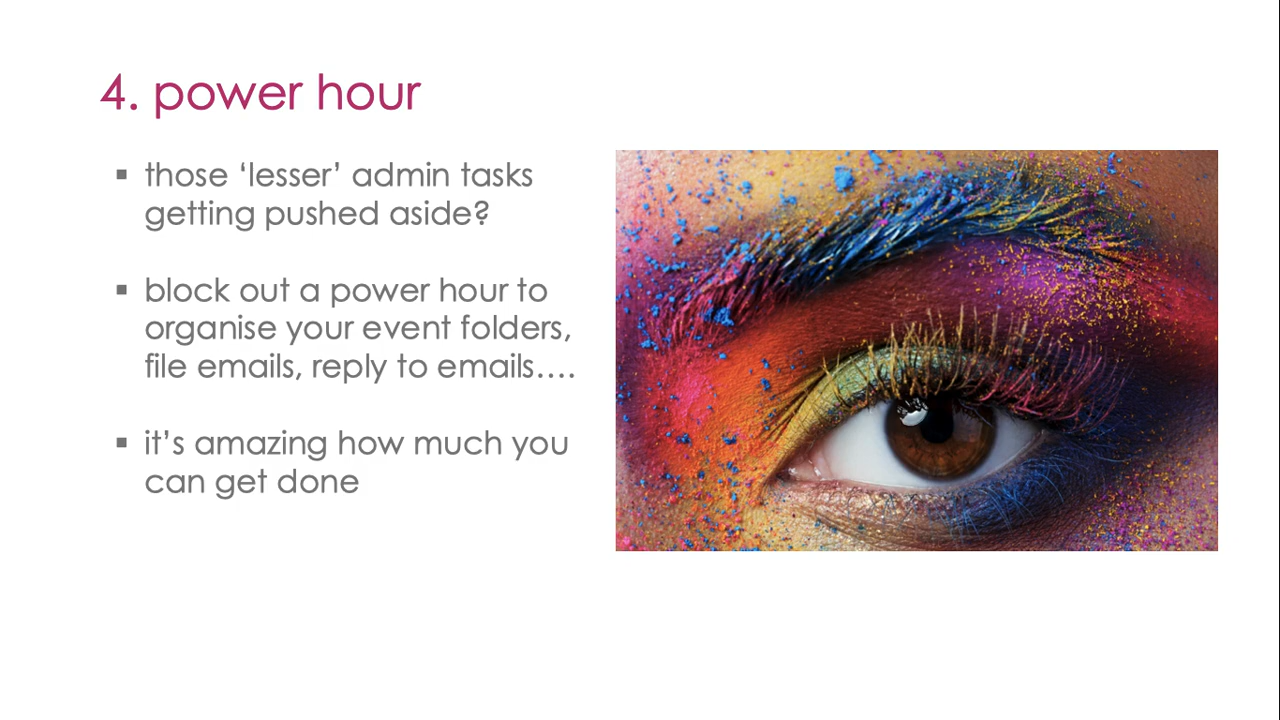 4. power hour
▪ those ‘lesser’ admin tasks
getting pushed aside?
▪ block out a power hour to
organise your event folders,
file emails, reply to emails….
▪ it’s amazing how much you
can get done